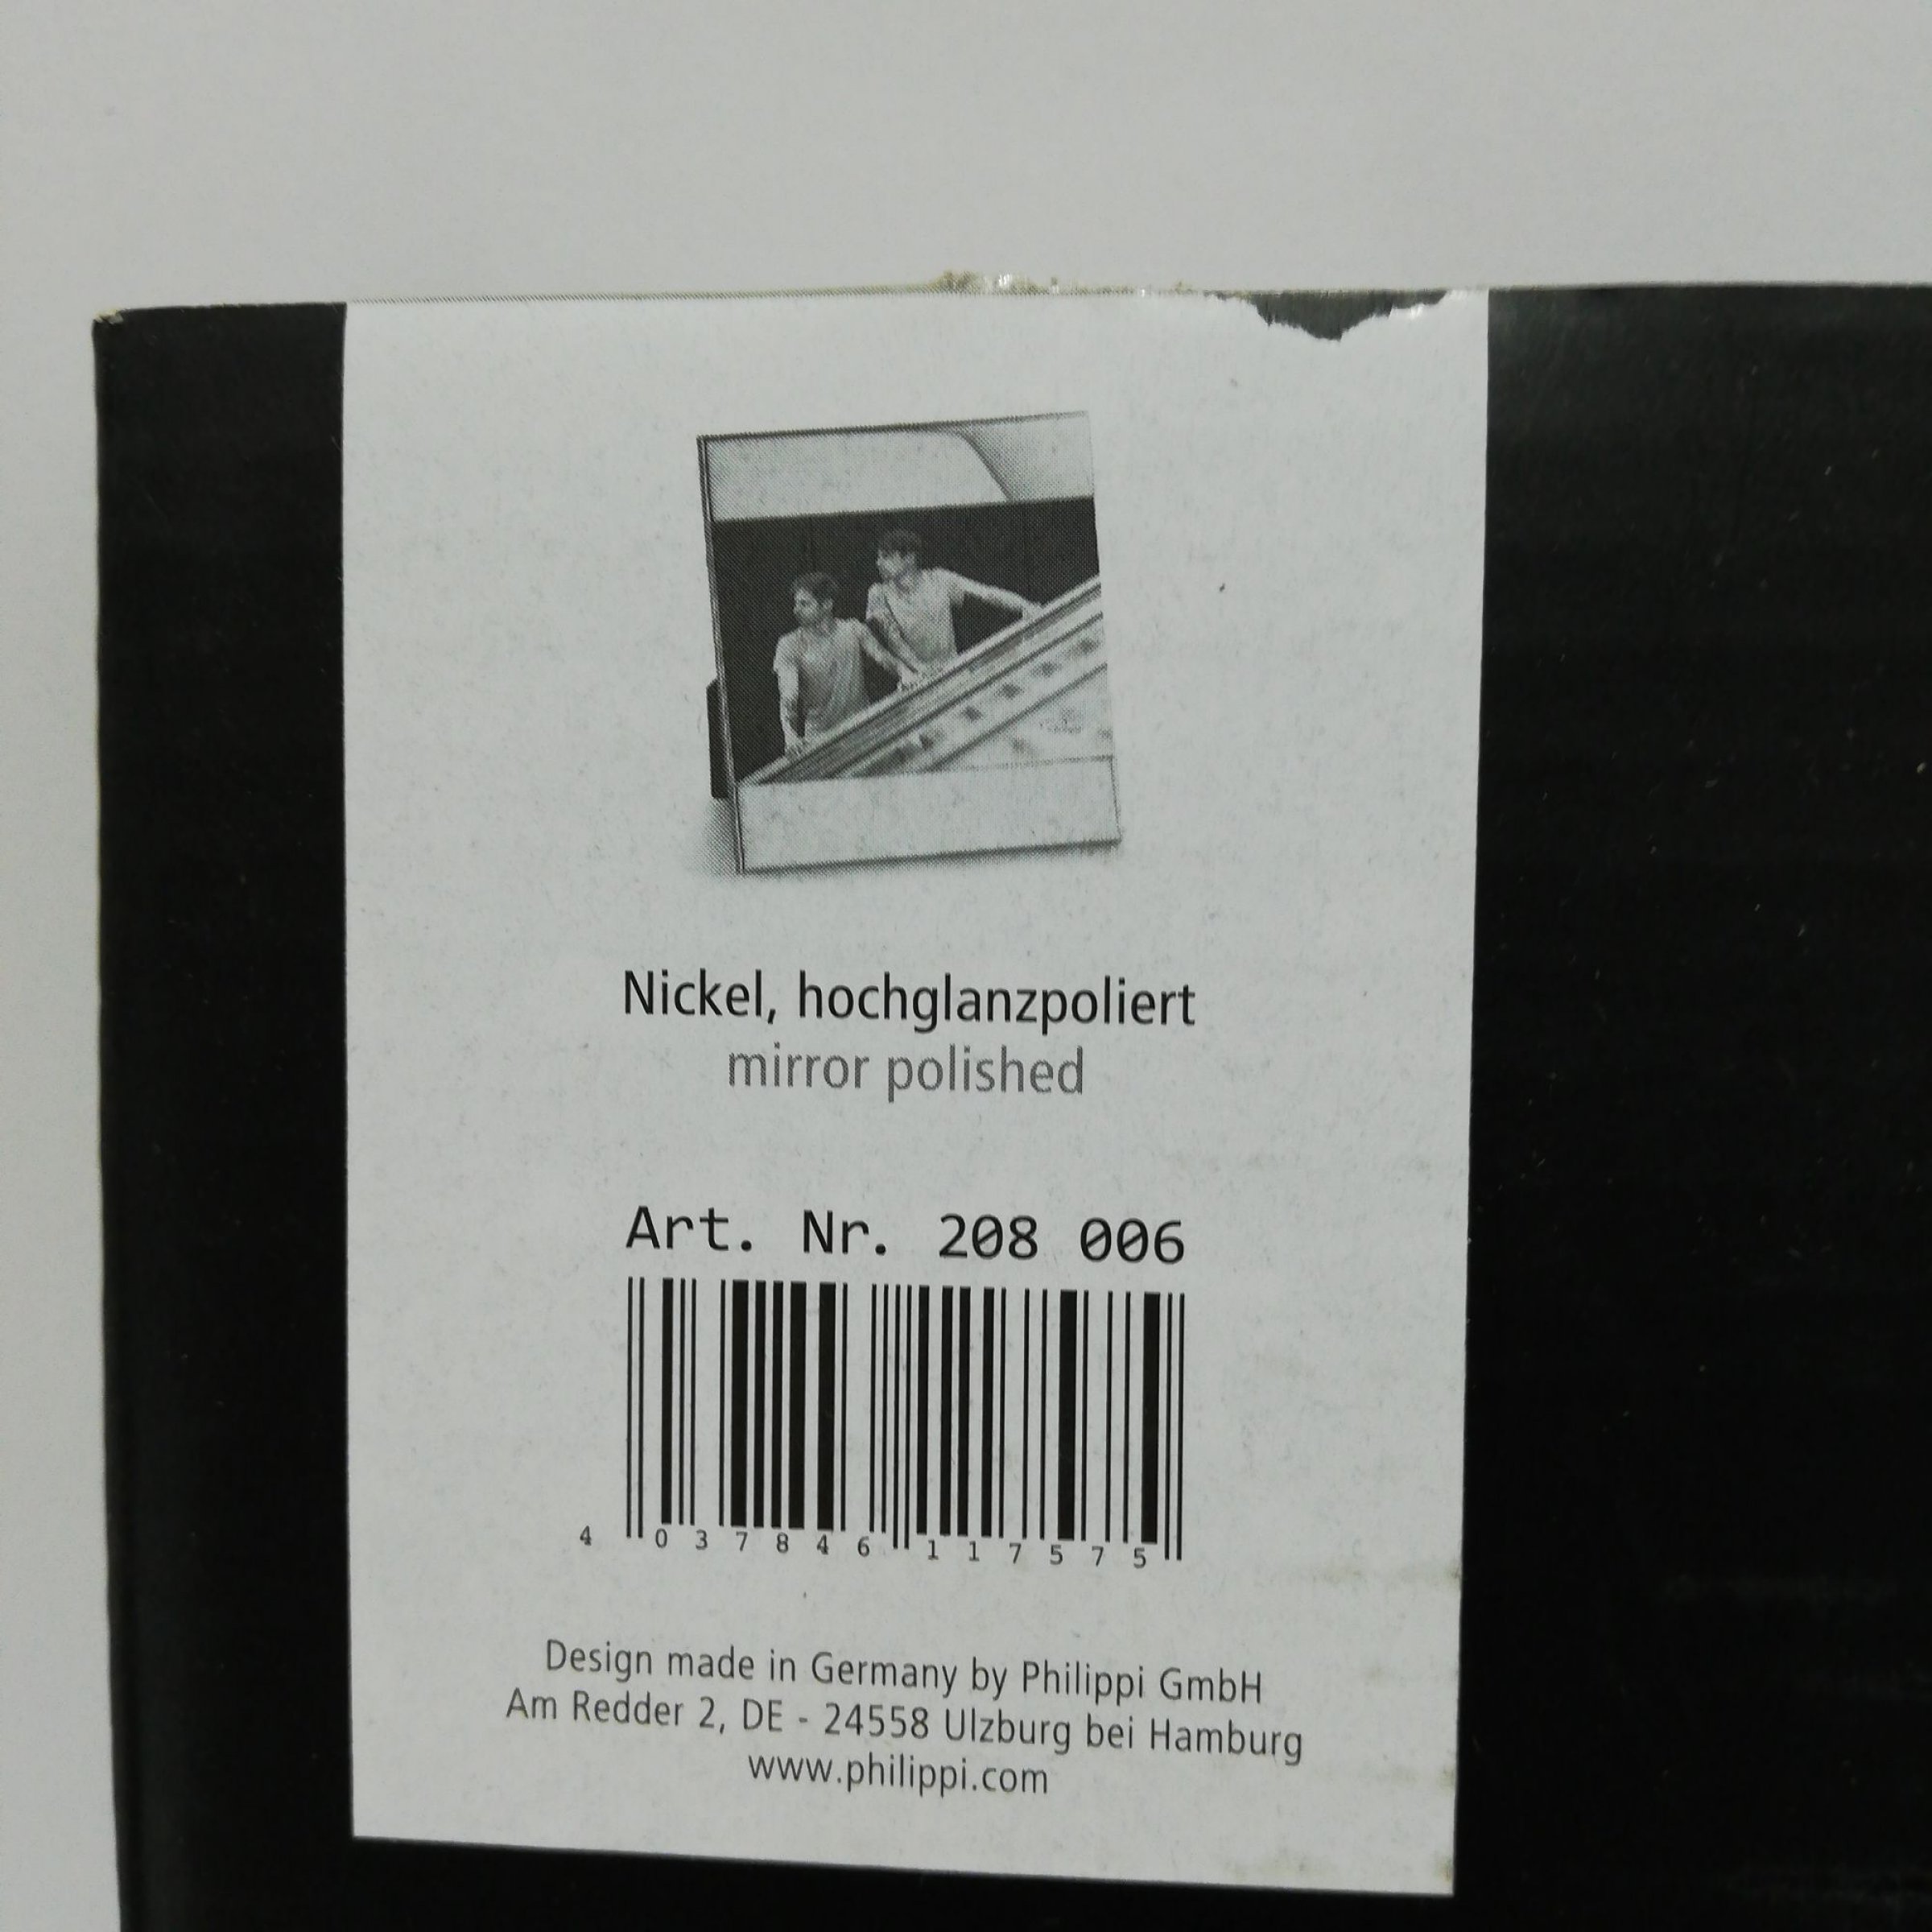 Nickel, hochglanzpoliert
mirror polished
Art. Nr. 208 006
4 037846 117575
Design made in Germany by Philippi GmbH
Am Redder 2, DE - 24558 Ulzburg bei Hamburg
www.philippi.com